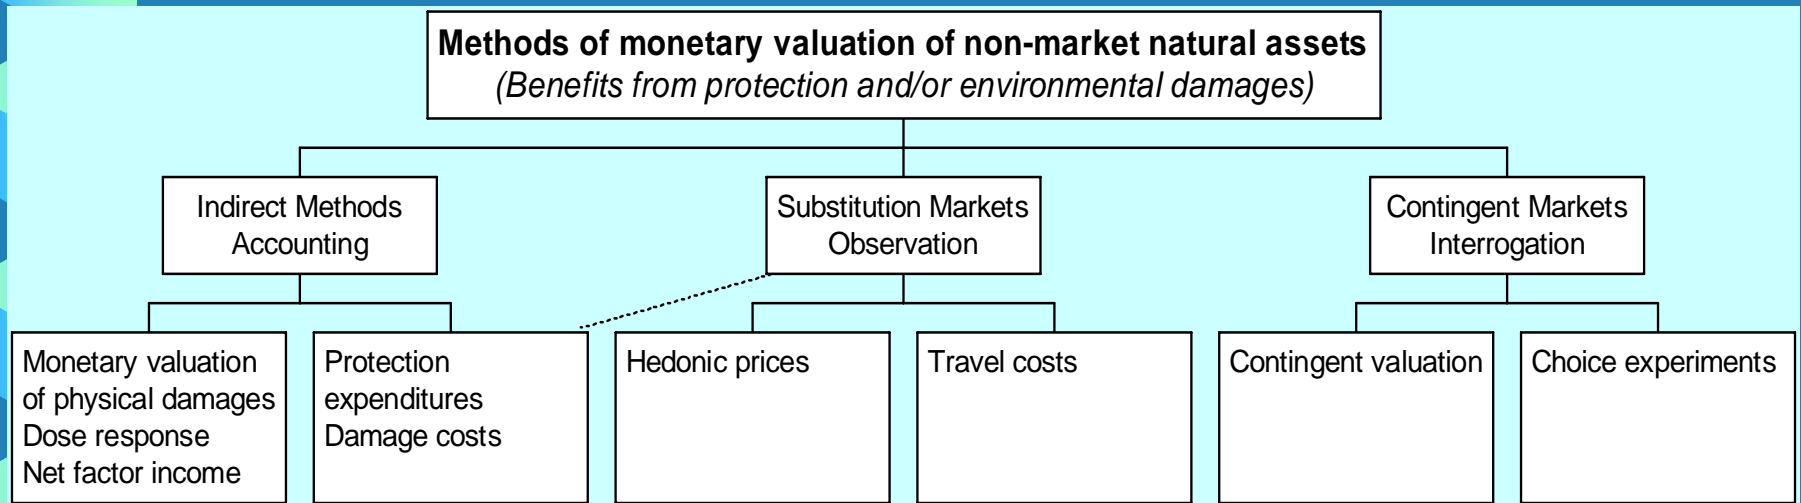 Methods of monetary valuation of non-market natural assets
(Benefits from protection and/or environmental damages)
Indirect Methods
Accounting
Substitution Markets
Observation
Contingent Markets
Interrogation
Monetary valuation
of physical damages
Dose response
Net factor income
Protection
expenditures
Damage costs
Hedonic prices
Travel costs
Contingent valuation
Choice experiments